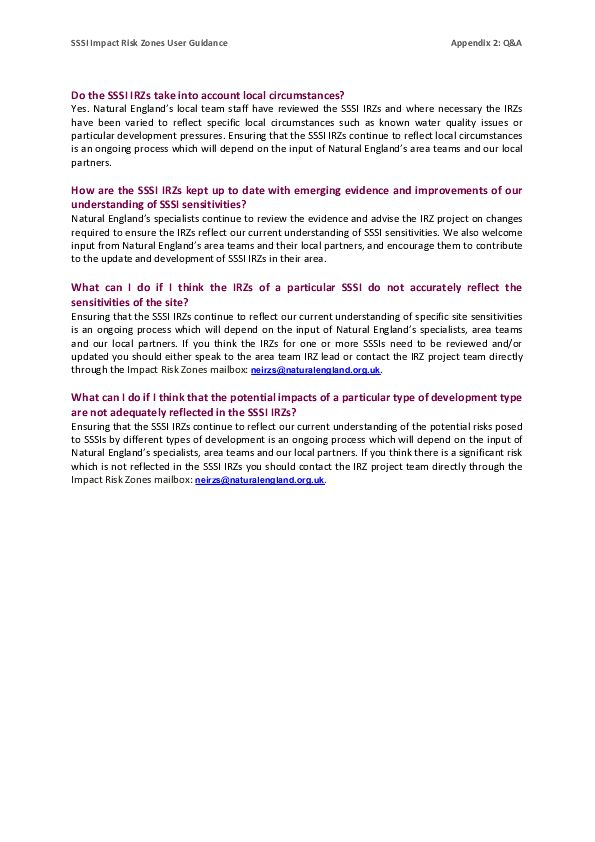 SSSI Impact Risk Zones User Guidance Appendix 2: Q&A
Do the SSSI IRZs take into account local circumstances?
Yes. Natural England's local team staff have reviewed the SSSI IRZs and where necessary the IRZs
have been varied to reflect specific local circumstances such as known water quality issues or
particular development pressures. Ensuring that the SSSI IRZs continue to reflect local circumstances
is an ongoing process which will depend on the input of Natural England's area teams and our local
partners.
How are the SSSI IRZs kept up to date with emerging evidence and improvements of our
understanding of SSSI sensitivities?
Natural England's specialists continue to review the evidence and advise the IRZ project on changes
required to ensure the IRZs reflect our current understanding of SSSI sensitivities. We also welcome
input from Natural England's area teams and their local partners, and encourage them to contribute
to the update and development of SSSI IRZs in their area.
What can I do if I think the IRZs of a particular SSSI do not accurately reflect the
sensitivities of the site?
Ensuring that the SSSI IRZs continue to reflect our current understanding of specific site sensitivities
is an ongoing process which will depend on the input of Natural England's specialists, area teams
and our local partners. If you think the IRZs for one or more SSSIs need to be reviewed and/or
updated you should either speak to the area team IRZ lead or contact the IRZ project team directly
through the Impact Risk Zones mailbox: neirzs@naturalengland.org.uk.
What can I do if I think that the potential impacts of a particular type of development type
are not adequately reflected in the SSSI IRZs?
Ensuring that the SSSI IRZs continue to reflect our current understanding of the potential risks posed
to SSSIs by different types of development is an ongoing process which will depend on the input of
Natural England's specialists, area teams and our local partners. If you think there is a significant risk
which is not reflected in the SSSI IRZs you should contact the IRZ project team directly through the
Impact Risk Zones mailbox: neirzs@naturalengland.org.uk.